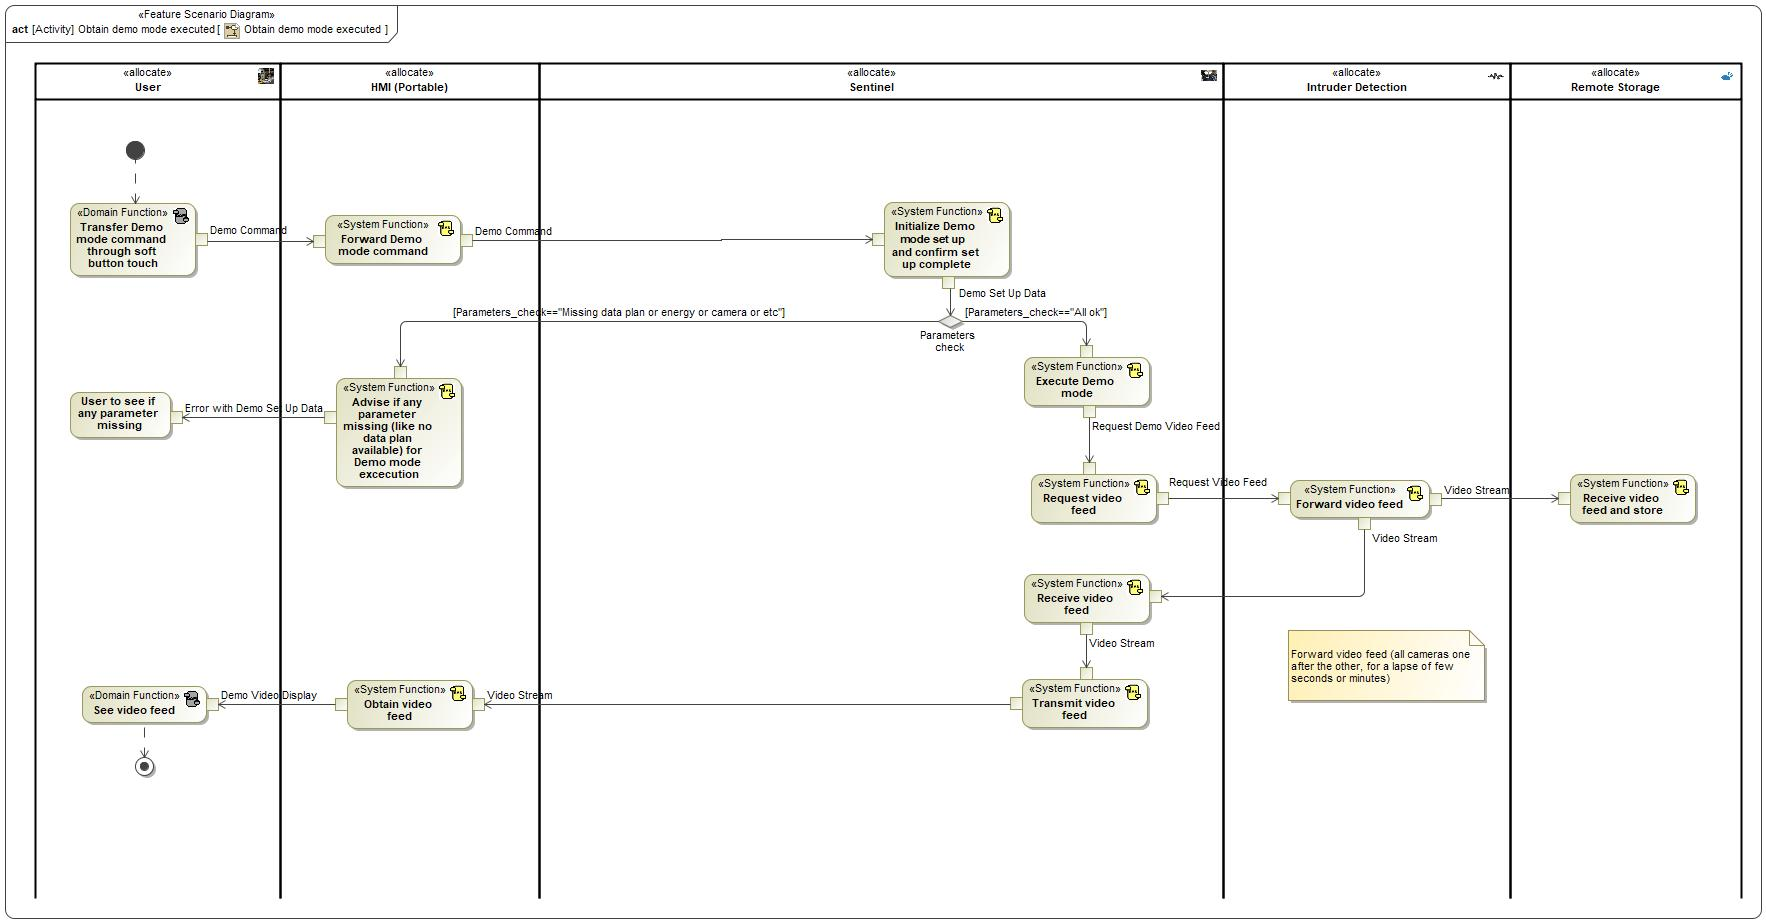 «Feature Scenario Diagram»
act [Activity] Obtain demo mode executed [ Obtain demo mode executed ]
«allocate»
User
«allocate»
HMI (Portable)
«allocate»
Sentinel
«allocate»
Intruder Detection
«allocate»
Remote Storage
«Domain Function»
Transfer Demo
mode command
through soft
button touch
Demo Command
«System Function»
Forward Demo
mode command
Demo Command
«System Function»
Initialize Demo
mode set up
and confirm set
up complete
Demo Set Up Data
[Parameters_check=="Missing data plan or energy or camera or etc"]
[Parameters_check=="All ok"]
Parameters
check
«System Function»
Execute Demo
mode
User to see if
any parameter
missing
Error with Demo Set Up Data
«System Function»
Advise if any
parameter
missing (like no
data plan
available) for
Demo mode
excecution
Request Demo Video Feed
«System Function»
Request video
feed
Request Video Feed
«System Function»
Forward video feed
Video Stream
«System Function»
Receive video
feed and store
Video Stream
«System Function»
Receive video
feed
Video Stream
Forward video feed (all cameras one
after the other, for a lapse of few
seconds or minutes)
«Domain Function»
See video feed
Demo Video Display
«System Function»
Obtain video
feed
Video Stream
«System Function»
Transmit video
feed